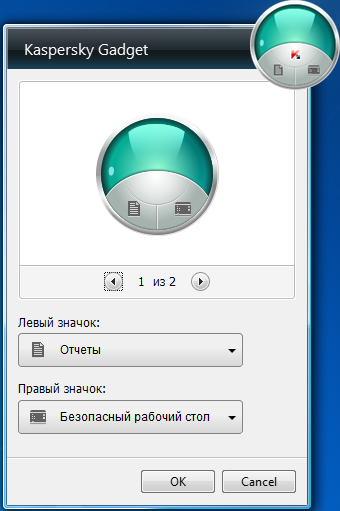 Kaspersky Gadget
1 из 2
Левый значок:
Отчеты
Правый значок:
Безопасный рабочий стол
OK
Cancel